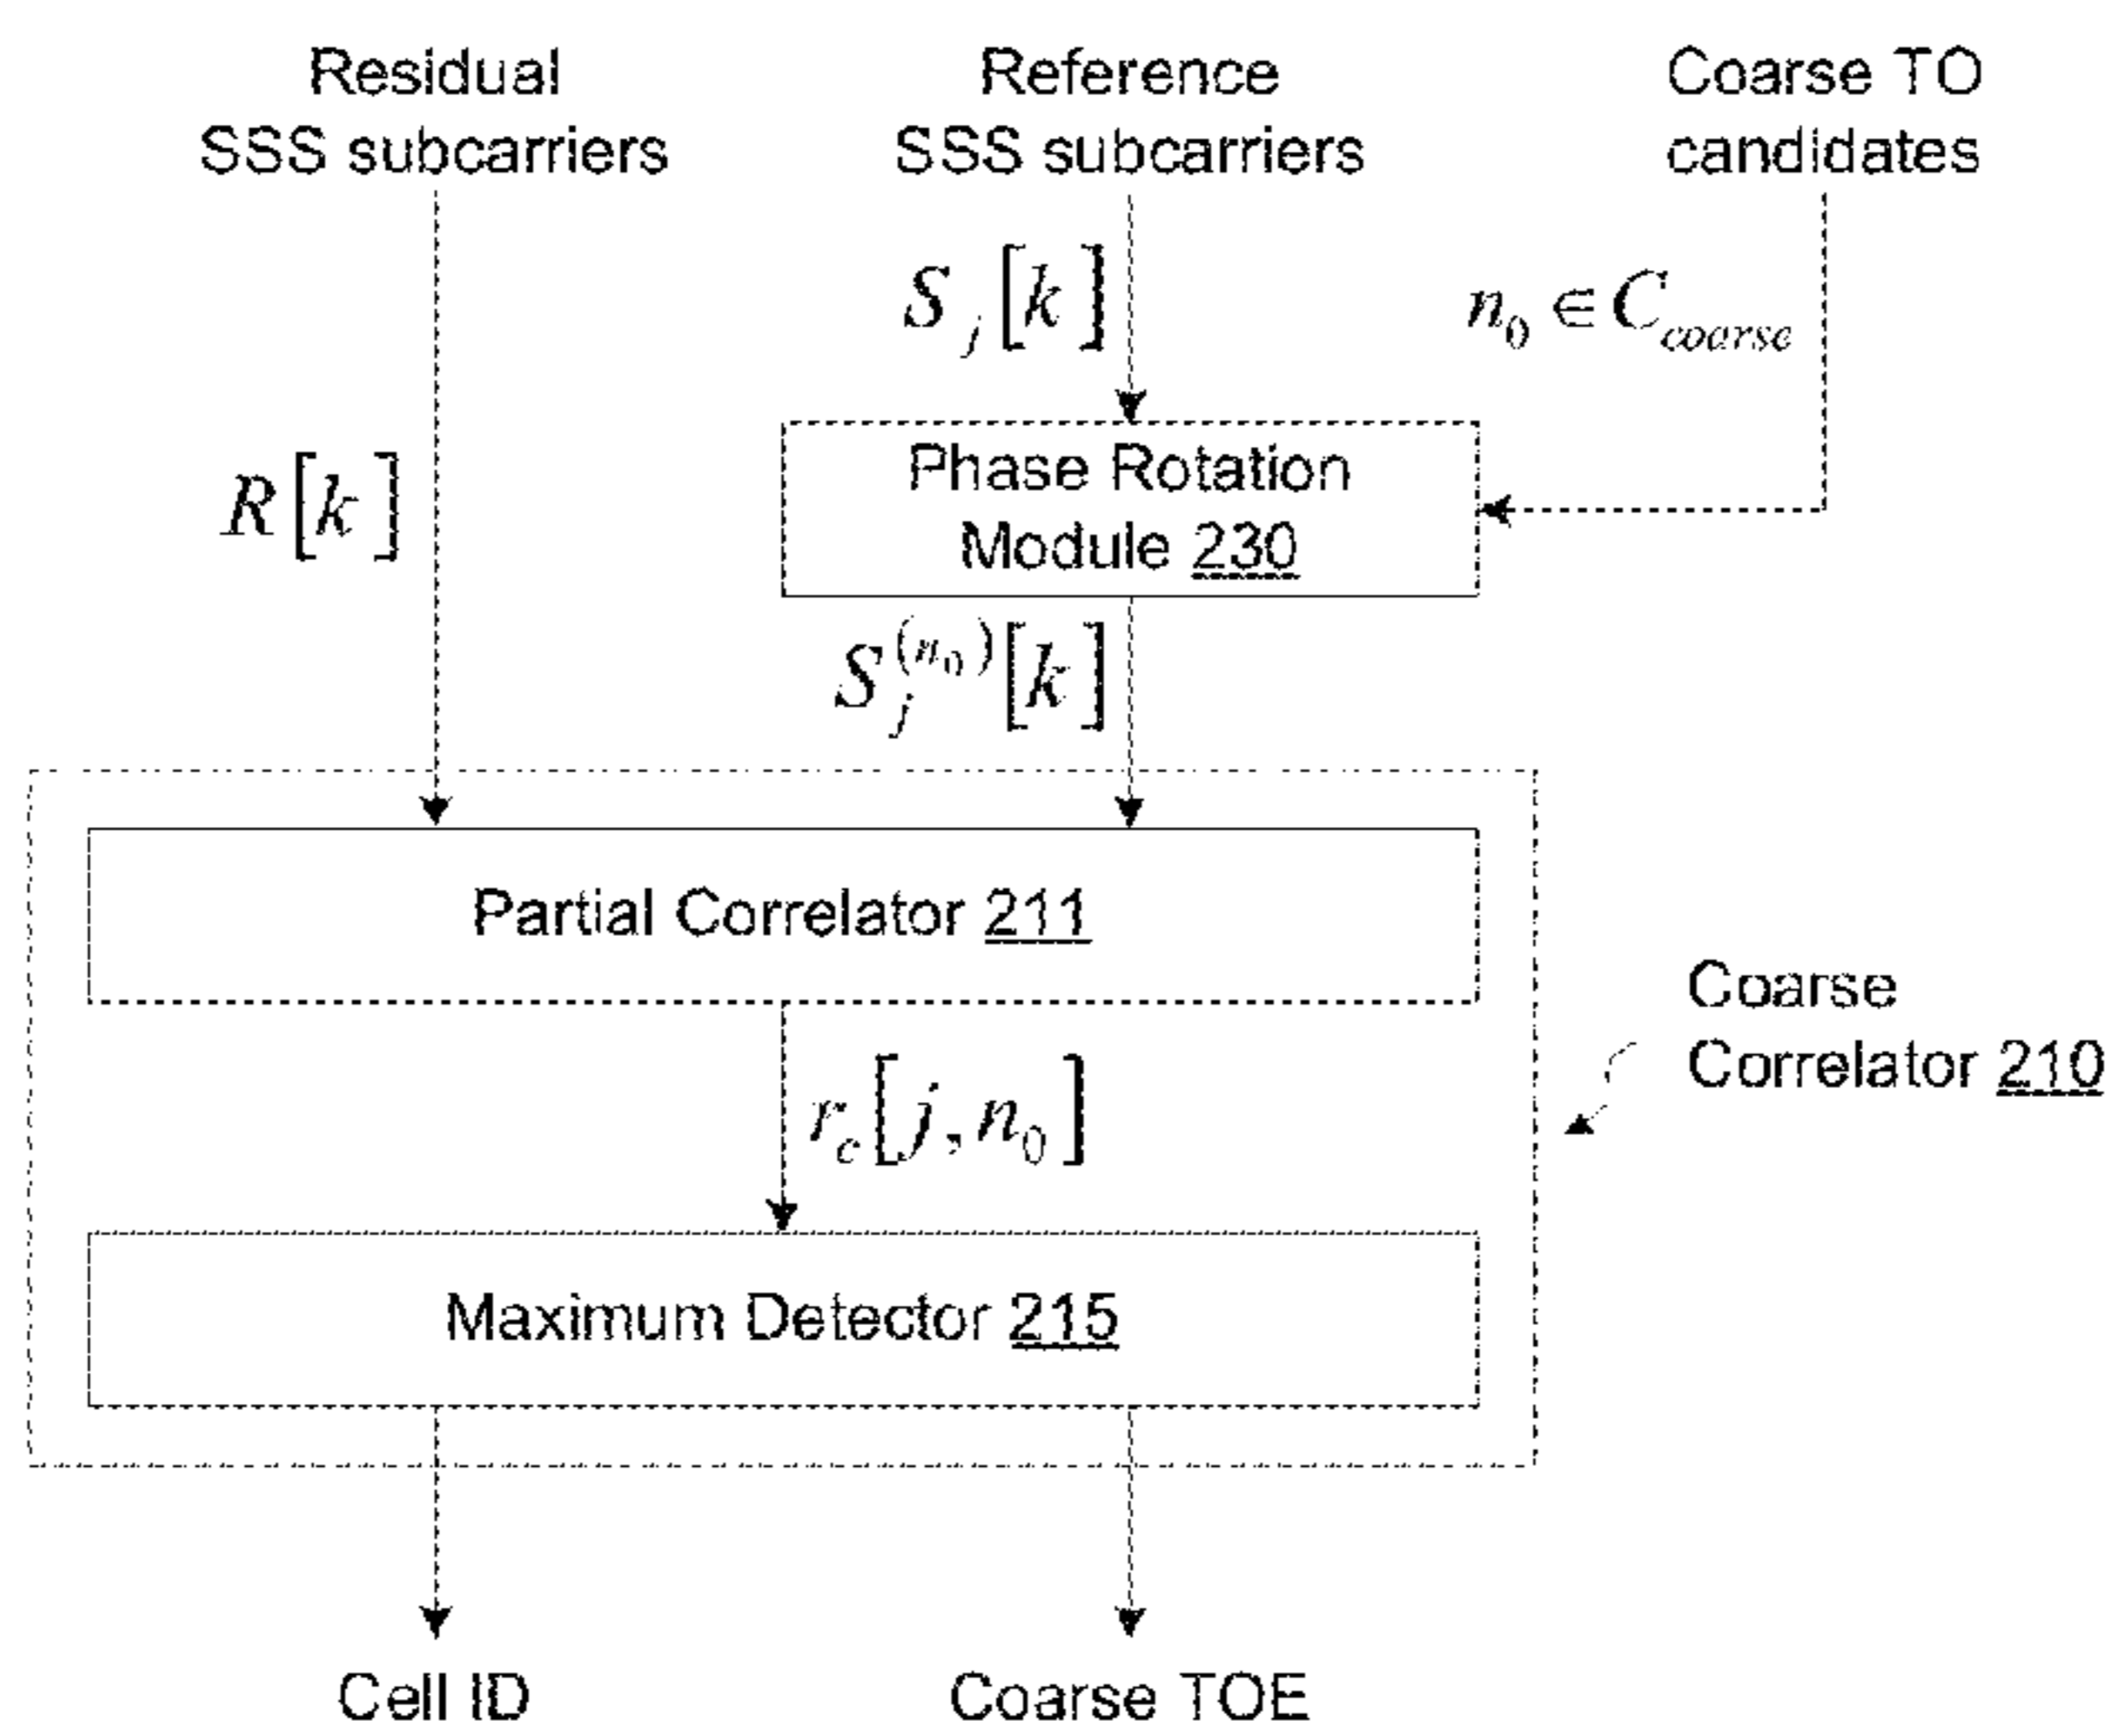 Residual
SSS subcarriers
Reference
SSS subcarriers
Coarse TO
candidates
S_j[k]
n_0 ∈ C_coarse
R[k]
Phase Rotation
Module 230
S_j^(n_0)[k]
Partial Correlator 211
Coarse
Correlator 210
r_c[j, n_0]
Maximum Detector 215
Cell ID
Coarse TOE